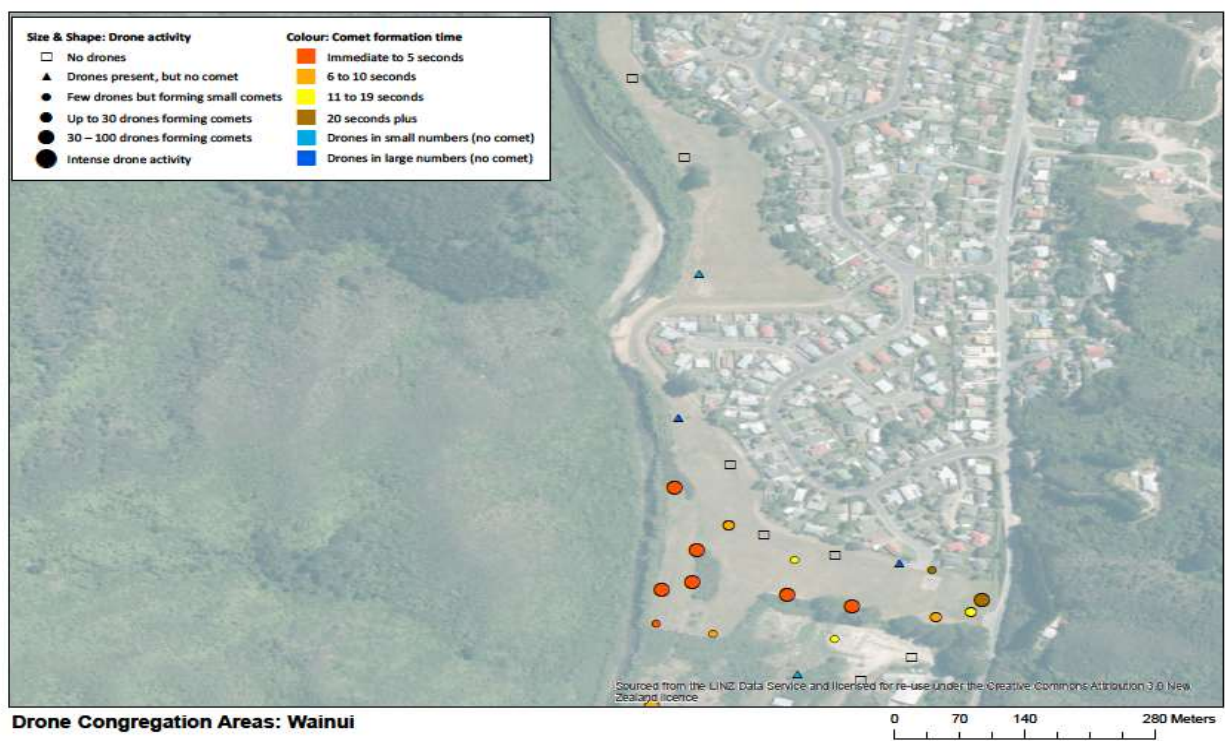 Size & Shape: Drone activity
No drones
Drones present, but no comet
Few drones but forming small comets
Up to 30 drones forming comets
30 – 100 drones forming comets
Intense drone activity
Colour: Comet formation time
Immediate to 5 seconds
6 to 10 seconds
11 to 19 seconds
20 seconds plus
Drones in small numbers (no comet)
Drones in large numbers (no comet)
Sourced from the LINZ Data Service and licensed for re-use under the Creative Commons Attribution 3.0 New
Zealand licence
Drone Congregation Areas: Wainui
0 70 140 280 Meters